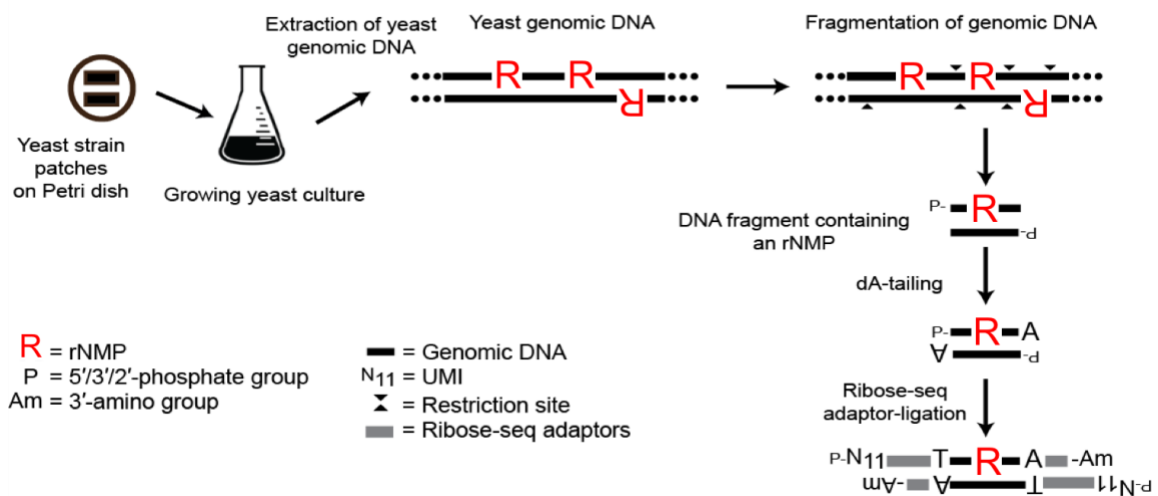 Extraction of yeast
genomic DNA
Yeast genomic DNA
Fragmentation of genomic DNA
R R
R
R R
R
Yeast strain
patches
on Petri dish
Growing yeast culture
DNA fragment containing
an rNMP
P- R
P-
dA-tailing
P- R A
A P-
Ribose-seq
adaptor-ligation
P-N11 T R A -Am
Am- A T N11-P
R = rNMP
P = 5′/3′/2′-phosphate group
Am = 3′-amino group
= Genomic DNA
N11 = UMI
= Restriction site
= Ribose-seq adaptors